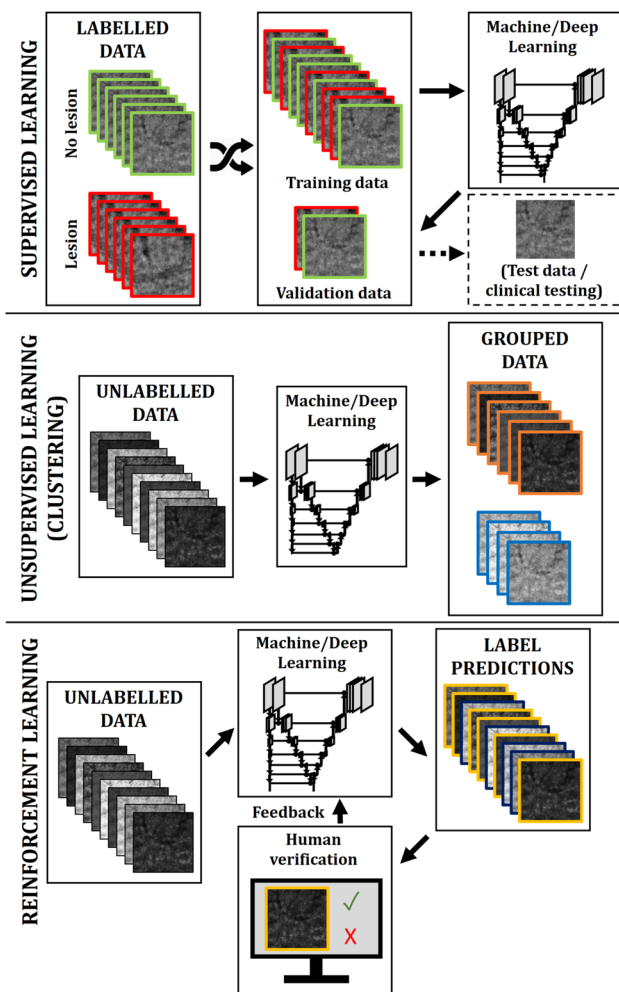 SUPERVISED LEARNING
LABELLED
DATA
No lesion
Lesion
Training data
Validation data
Machine/Deep
Learning
(Test data /
clinical testing)
UNSUPERVISED LEARNING
(CLUSTERING)
UNLABELLED
DATA
Machine/Deep
Learning
GROUPED
DATA
REINFORCEMENT LEARNING
UNLABELLED
DATA
Machine/Deep
Learning
LABEL
PREDICTIONS
Feedback
Human
verification
✓
X